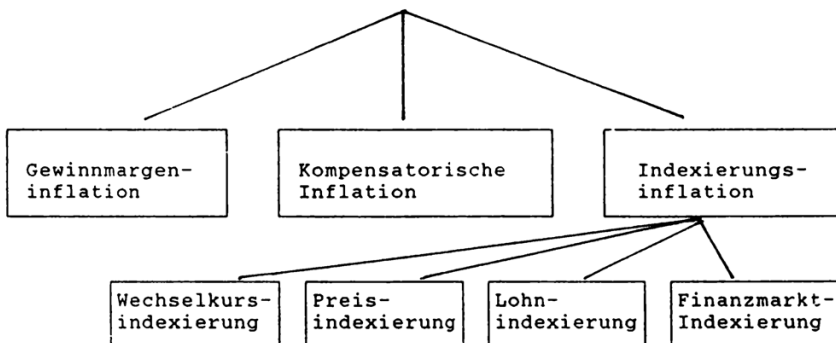 Gewinnmargen-
inflation
Kompensatorische
Inflation
Indexierungs-
inflation
Wechselkurs-
indexierung
Preis-
indexierung
Lohn-
indexierung
Finanzmarkt-
Indexierung